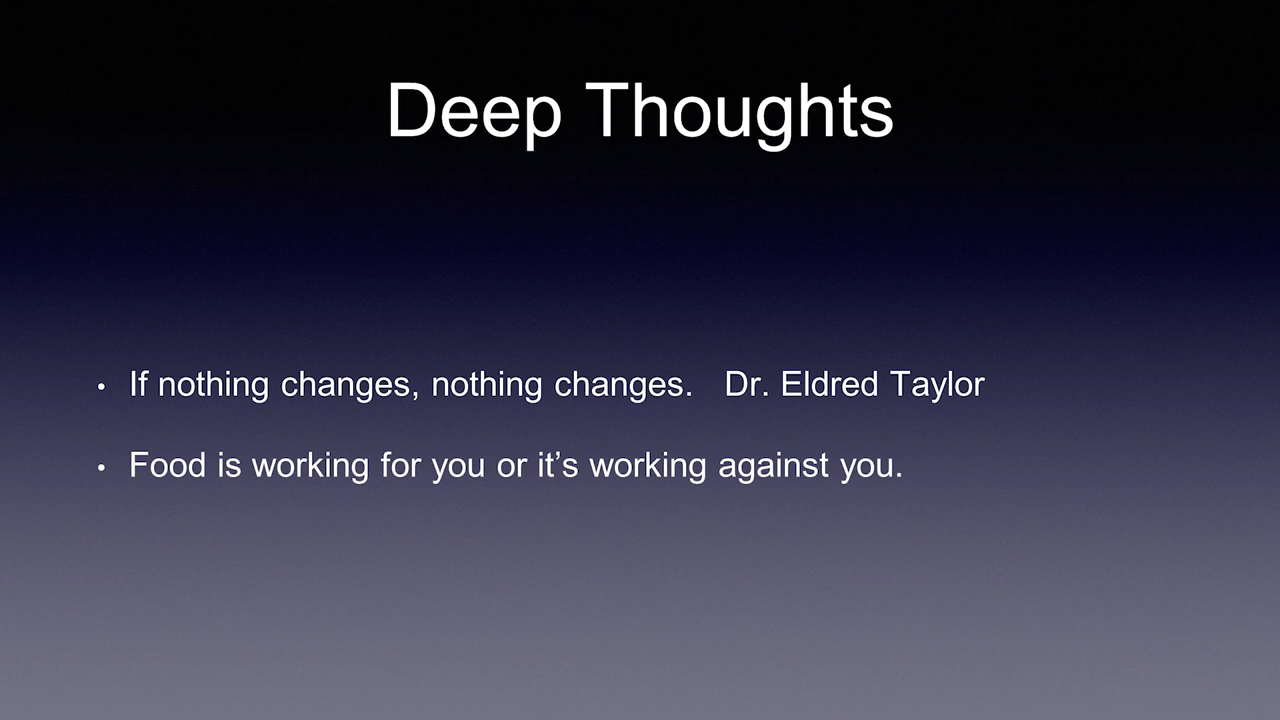 Deep Thoughts
• If nothing changes, nothing changes.   Dr. Eldred Taylor
• Food is working for you or it’s working against you.